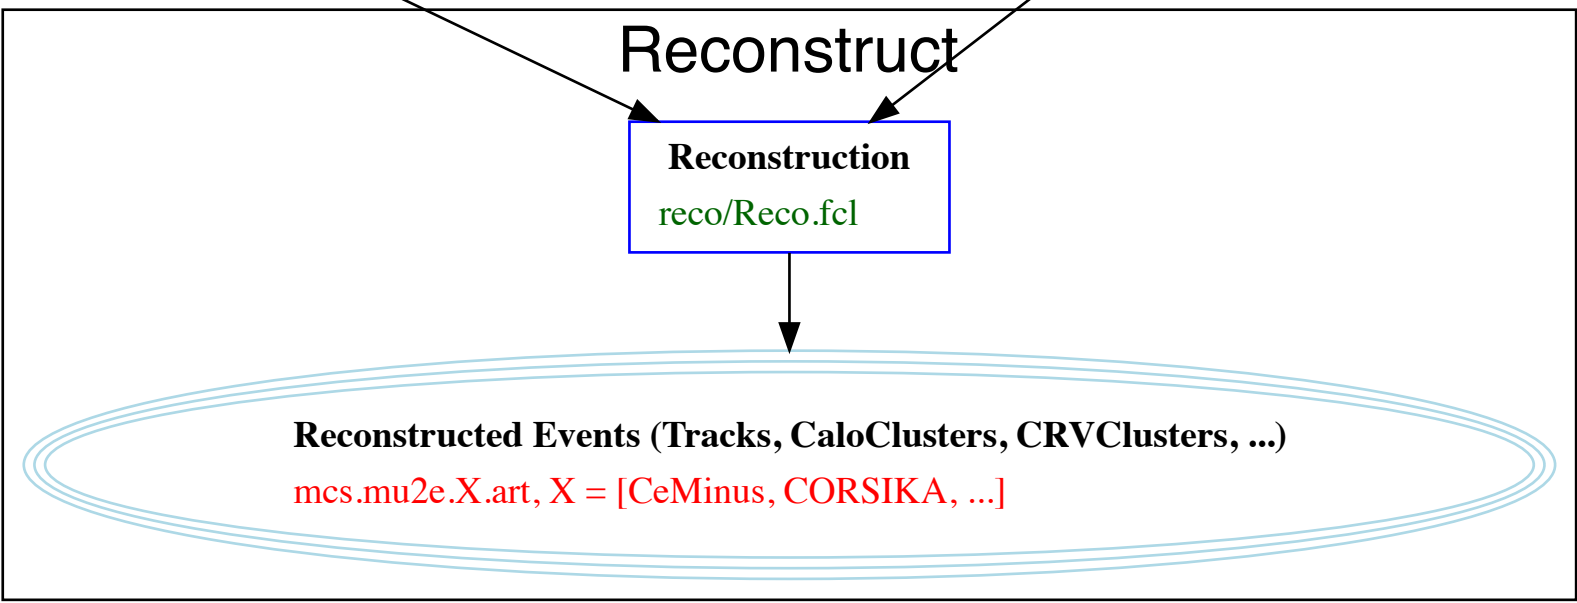 Reconstruct
Reconstruction
reco/Reco.fcl
Reconstructed Events (Tracks, CaloClusters, CRVClusters, ...)
mcs.mu2e.X.art, X = [CeMinus, CORSIKA, ...]